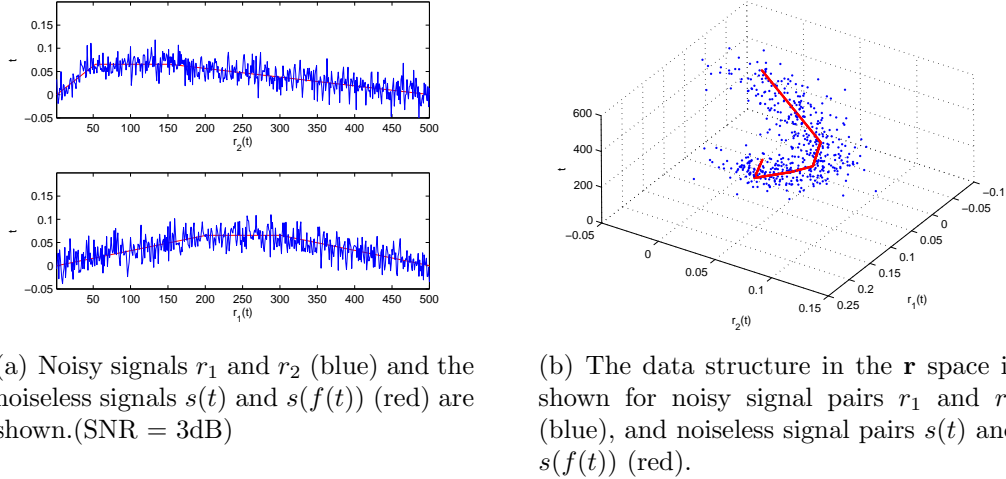 0.15
0.1
0.05
0
−0.05
t
50 100 150 200 250 300 350 400 450 500
r2(t)
0.15
0.1
0.05
0
−0.05
t
50 100 150 200 250 300 350 400 450 500
r1(t)
600
400
200
0
t
−0.05
0
0.05
0.1
0.15
r2(t)
−0.1
−0.05
0
0.05
0.1
0.15
0.2
0.25
r1(t)
(a) Noisy signals r1 and r2 (blue) and the
noiseless signals s(t) and s(f(t)) (red) are
shown.(SNR = 3dB)
(b) The data structure in the r space i
shown for noisy signal pairs r1 and r
(blue), and noiseless signal pairs s(t) and
s(f(t)) (red).